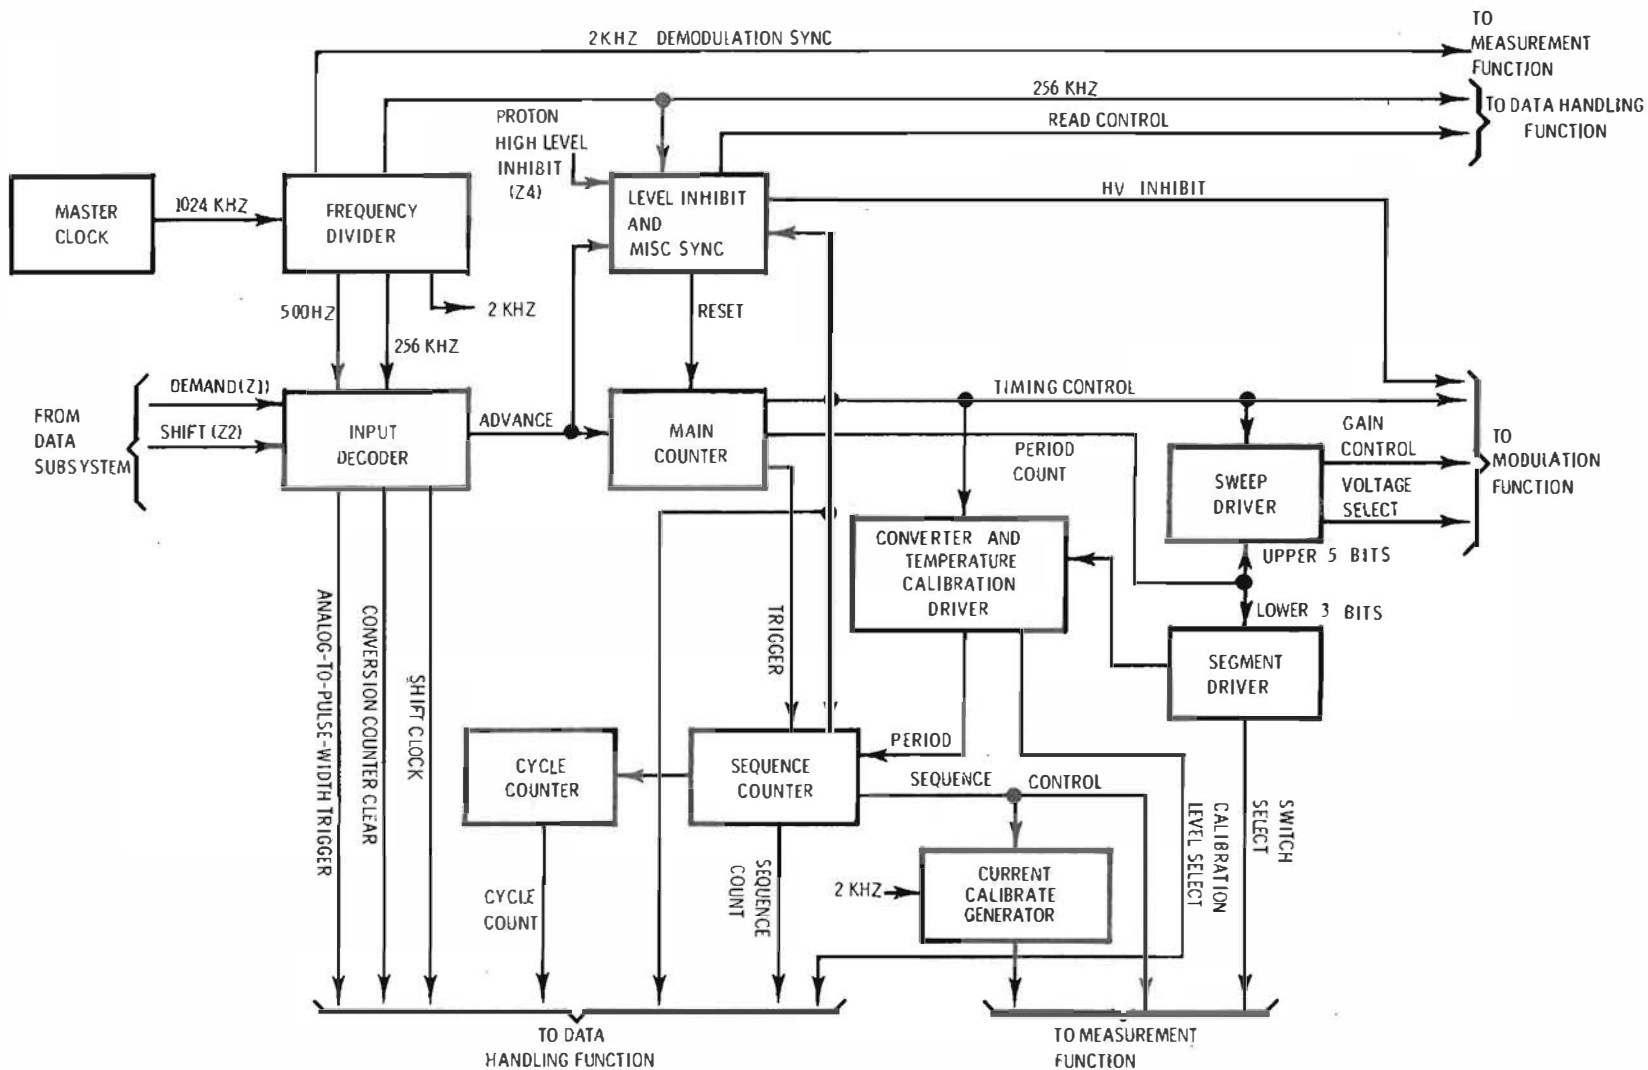 2KHZ DEMODULATION SYNC
TO
MEASUREMENT
FUNCTION
256 KHZ
TO DATA HANDLING
FUNCTION
READ CONTROL
PROTON
HIGH LEVEL
INHIBIT
(Z4)
MASTER
CLOCK
1024 KHZ
FREQUENCY
DIVIDER
LEVEL INHIBIT
AND
MISC SYNC
HV INHIBIT
500HZ
256 KHZ
2 KHZ
RESET
FROM
DATA
SUBSYSTEM
DEMAND(Z1)
SHIFT (Z2)
INPUT
DECODER
ADVANCE
MAIN
COUNTER
TIMING CONTROL
PERIOD
COUNT
GAIN
CONTROL
VOLTAGE
SELECT
TO
MODULATION
FUNCTION
SWEEP
DRIVER
UPPER 5 BITS
LOWER 3 BITS
CONVERTER AND
TEMPERATURE
CALIBRATION
DRIVER
SEGMENT
DRIVER
TRIGGER
ANALOG-TO-PULSE-WIDTH TRIGGER
CONVERSION COUNTER CLEAR
SHIFT CLOCK
CYCLE
COUNTER
SEQUENCE
COUNTER
PERIOD
SEQUENCE CONTROL
CALIBRATION
LEVEL SELECT
SWITCH
SELECT
CYCLE
COUNT
SEQUENCE
COUNT
2 KHZ
CURRENT
CALIBRATE
GENERATOR
TO DATA
HANDLING FUNCTION
TO MEASUREMENT
FUNCTION